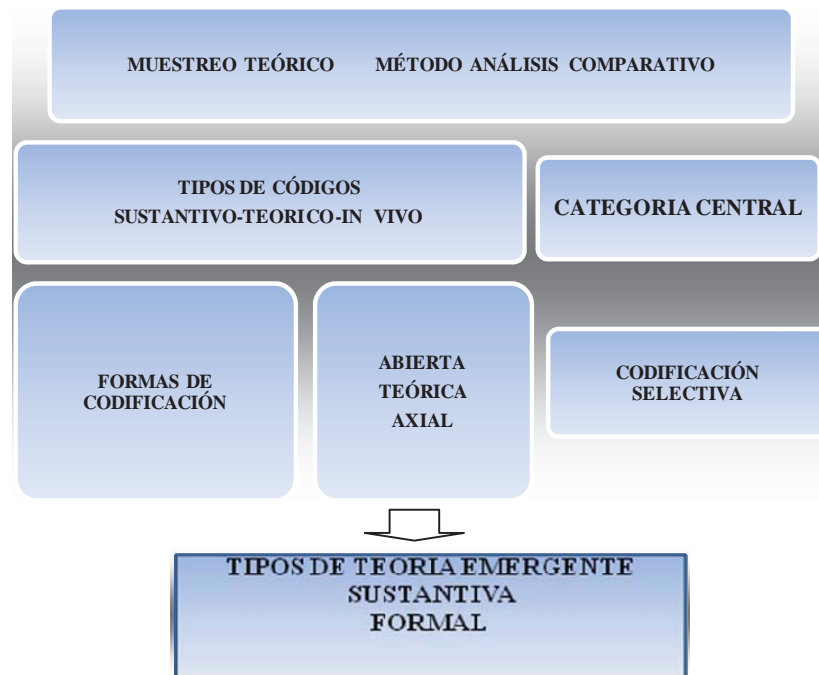 MUESTREO TEÓRICO MÉTODO ANÁLISIS COMPARATIVO
TIPOS DE CÓDIGOS
SUSTANTIVO-TEORICO-IN VIVO
CATEGORIA CENTRAL
FORMAS DE
CODIFICACIÓN
ABIERTA
TEÓRICA
AXIAL
CODIFICACIÓN
SELECTIVA
TIPOS DE TEORIA EMERGENTE
SUSTANTIVA
FORMAL